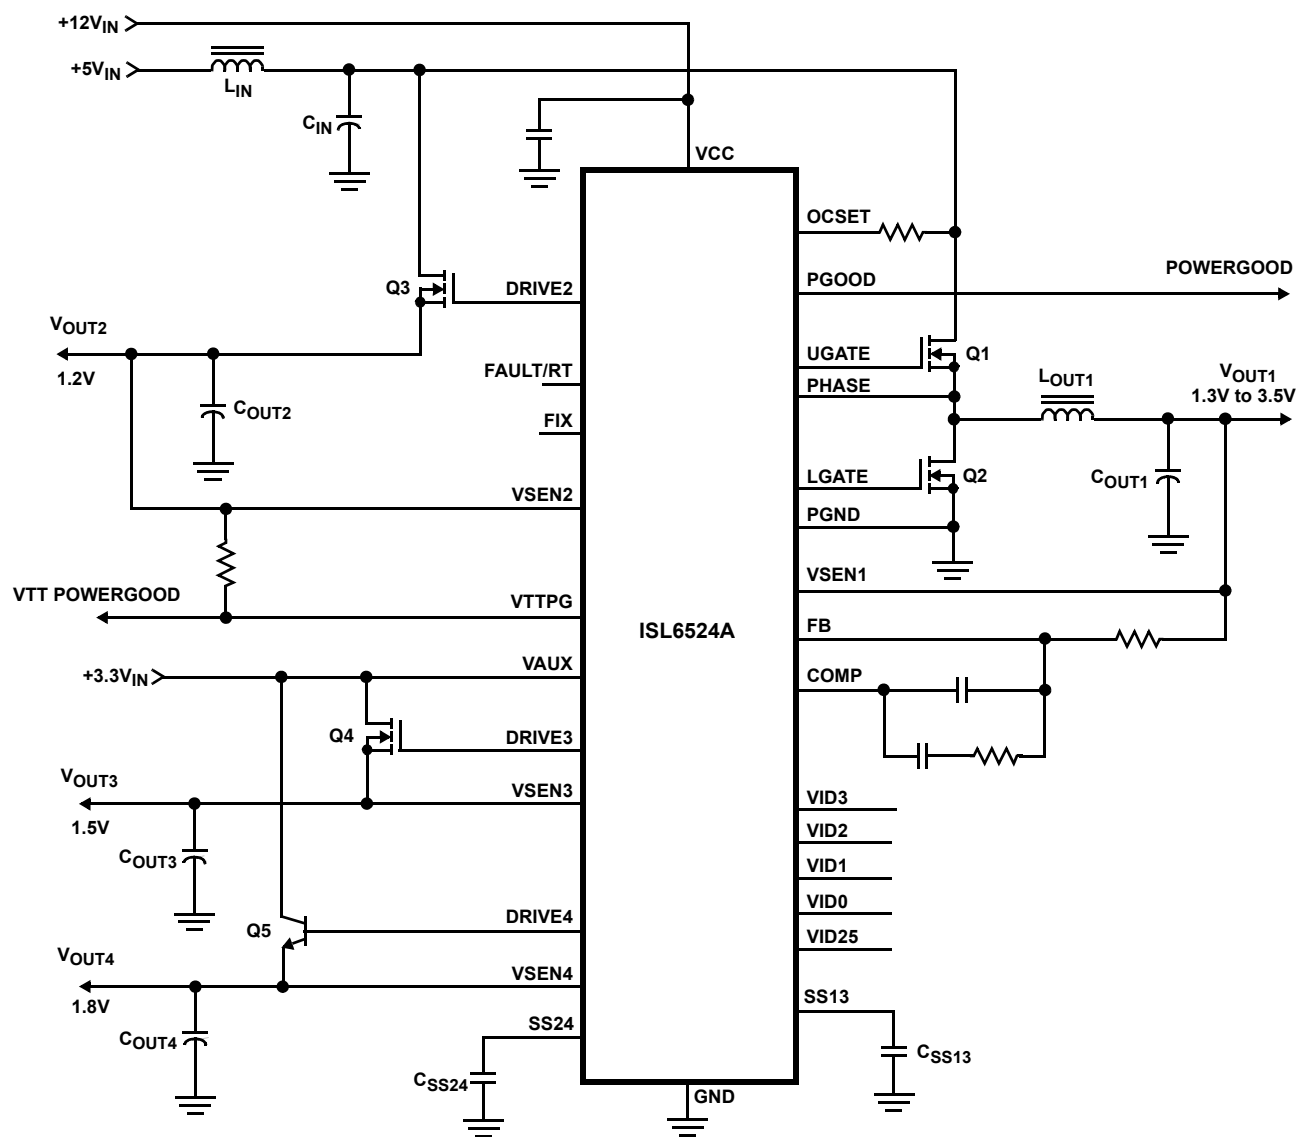 +12VIN
+5VIN
LIN
CIN
VCC
OCSET
PGOOD
POWERGOOD
Q3
DRIVE2
VOUT2
1.2V
COUT2
FAULT/RT
FIX
UGATE
Q1
PHASE
LOUT1
VOUT1
1.3V to 3.5V
LGATE
Q2
COUT1
PGND
VSEN2
VSEN1
VTT POWERGOOD
VTTPG
ISL6524A
FB
+3.3VIN
VAUX
COMP
Q4
DRIVE3
VOUT3
1.5V
VSEN3
COUT3
VID3
VID2
VID1
VID0
VID25
Q5
DRIVE4
VOUT4
1.8V
VSEN4
COUT4
SS24
CSS24
SS13
CSS13
GND